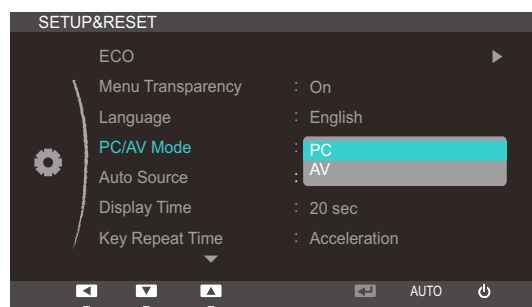 SETUP&RESET
ECO
Menu Transparency : On
Language : English
PC/AV Mode : PC
AV
Auto Source :
Display Time : 20 sec
Key Repeat Time : Acceleration
AUTO